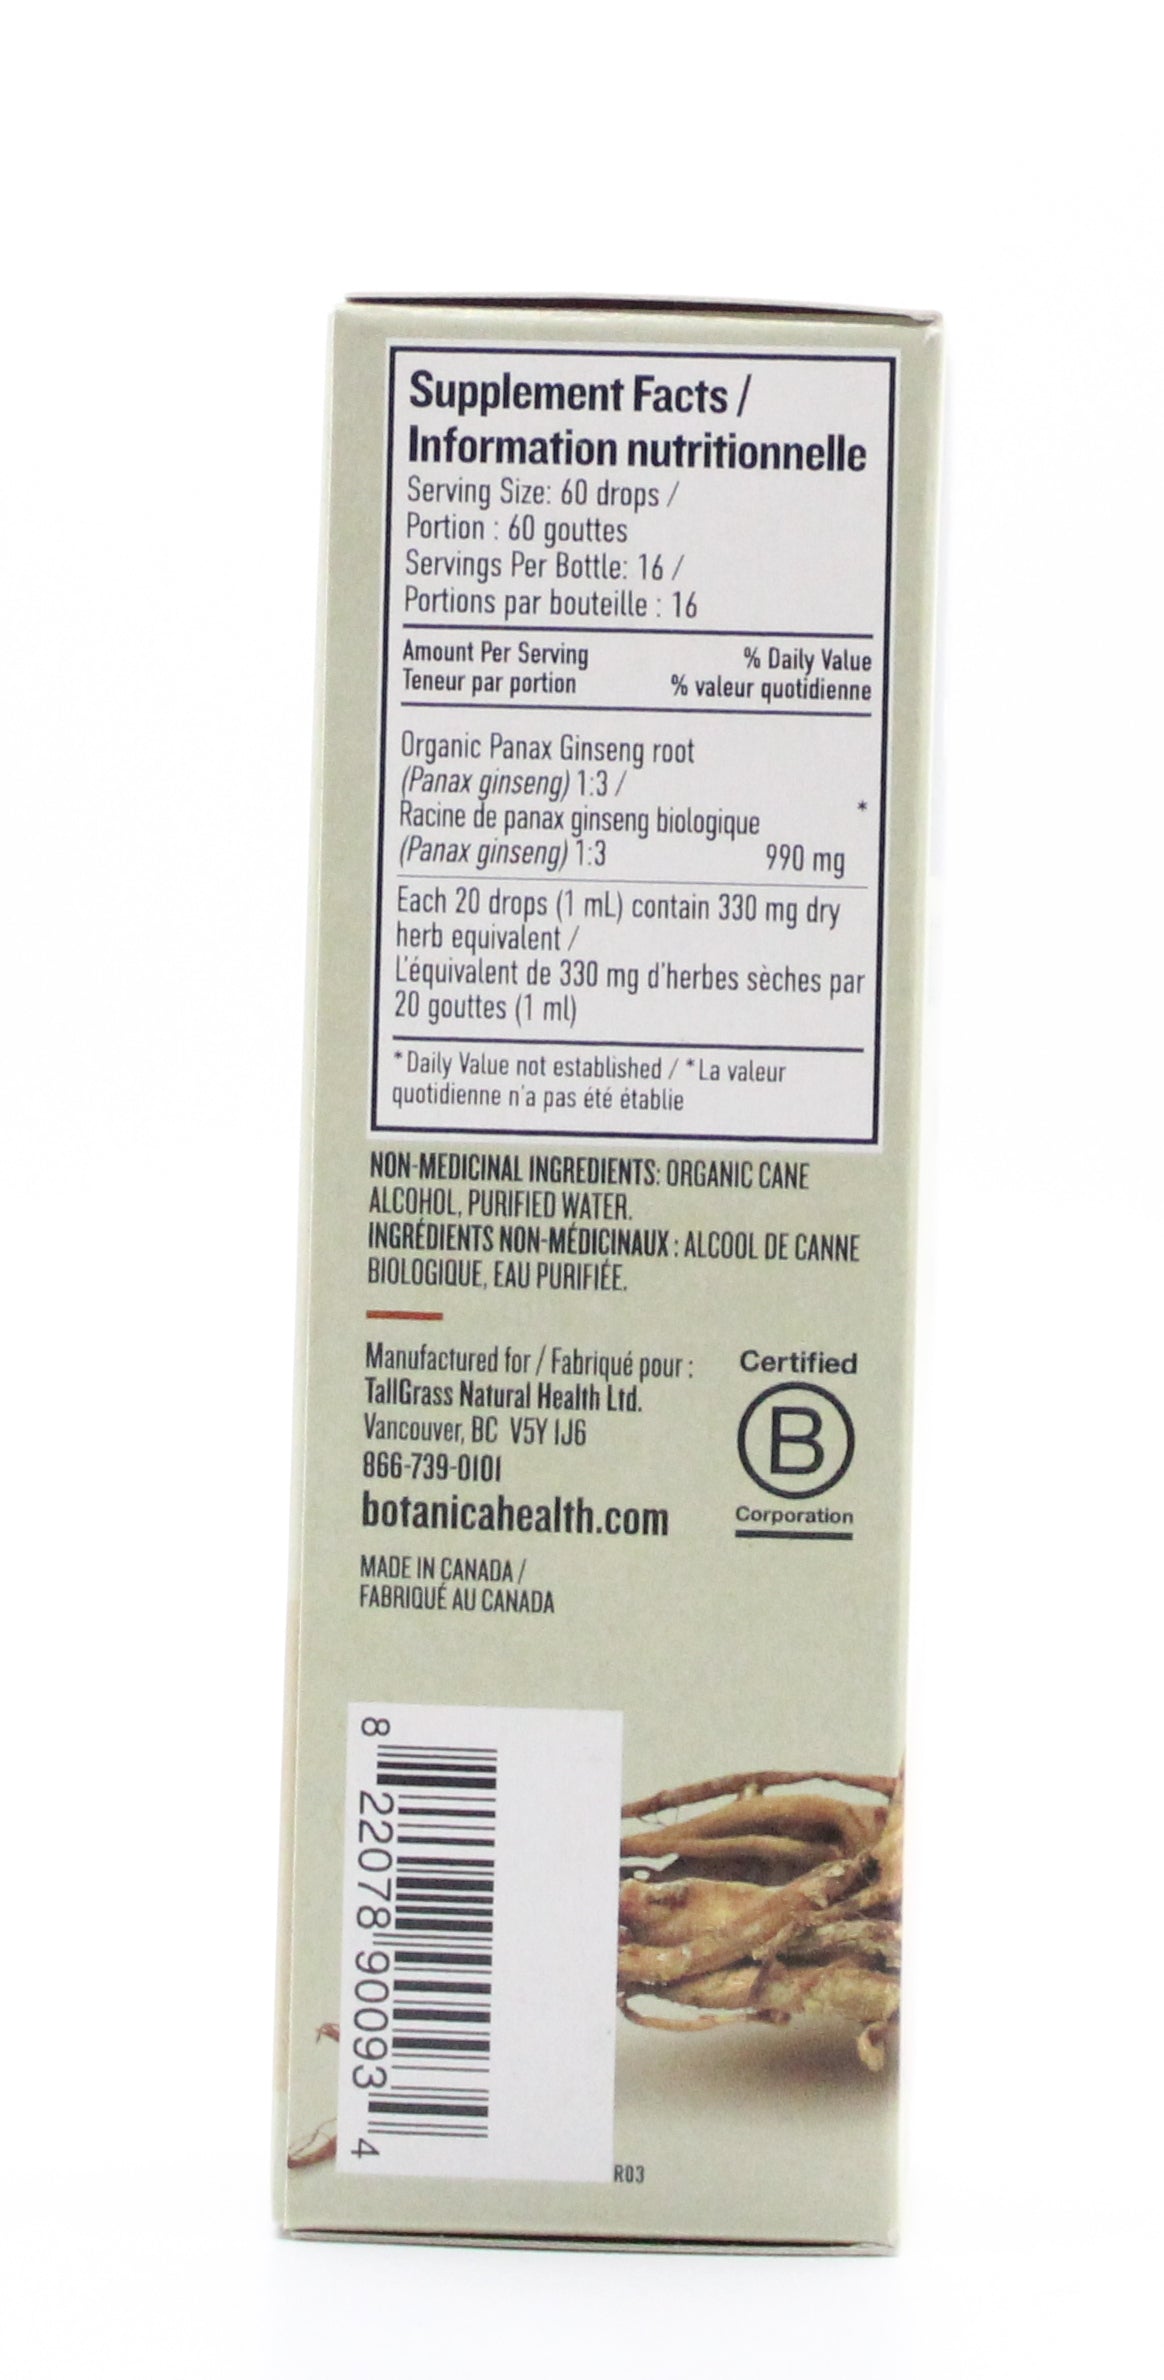 Supplement Facts /
Information nutritionnelle
Serving Size: 60 drops /
Portion : 60 gouttes
Servings Per Bottle: 16 /
Portions par bouteille : 16
Amount Per Serving % Daily Value
Teneur par portion % valeur quotidienne
Organic Panax Ginseng root
(Panax ginseng) 1:3 /
Racine de panax ginseng biologique *
(Panax ginseng) 1:3 990 mg
Each 20 drops (1 mL) contain 330 mg dry
herb equivalent /
L'équivalent de 330 mg d'herbes sèches par
20 gouttes (1 ml)
*Daily Value not established / *La valeur
quotidienne n'a pas été établie
NON-MEDICINAL INGREDIENTS: ORGANIC CANE
ALCOHOL, PURIFIED WATER.
INGRÉDIENTS NON-MÉDICINAUX : ALCOOL DE CANNE
BIOLOGIQUE, EAU PURIFIÉE.
Manufactured for / Fabriqué pour :
TallGrass Natural Health Ltd.
Vancouver, BC V5Y 1J6
866-739-0101
botanicahealth.com
Certified
B
Corporation
MADE IN CANADA /
FABRIQUÉ AU CANADA
8 22078 90093 4
R03